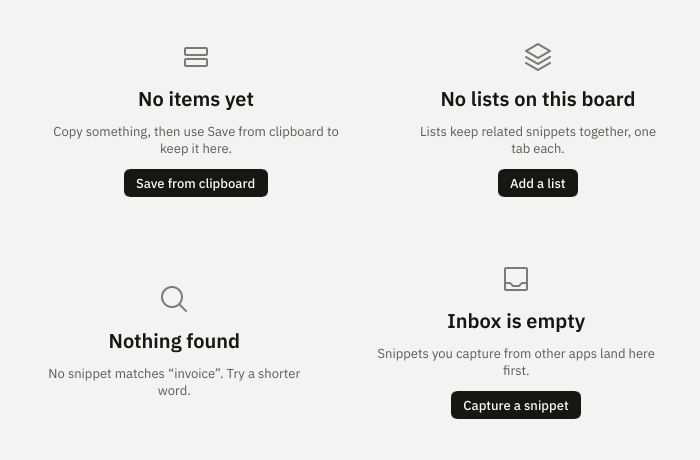 No items yet
Copy something, then use Save from clipboard to
keep it here.
Save from clipboard
No lists on this board
Lists keep related snippets together, one
tab each.
Add a list
Nothing found
No snippet matches “invoice”. Try a shorter
word.
Inbox is empty
Snippets you capture from other apps land here
first.
Capture a snippet